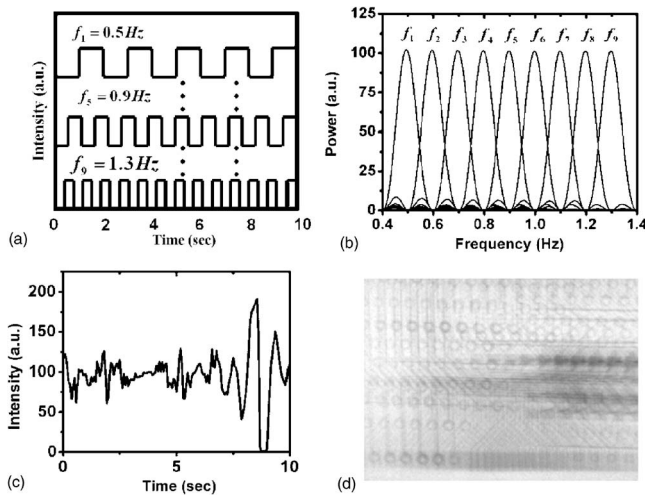 f₁ = 0.5Hz
f₅ = 0.9Hz
f₉ = 1.3Hz
Intensity (a.u.)
0 2 4 6 8 10
Time (sec)
(a)
f₁ f₂ f₃ f₄ f₅ f₆ f₇ f₈ f₉
125
100
75
50
25
0
Power (a.u.)
0.4 0.6 0.8 1.0 1.2 1.4
Frequency (Hz)
(b)
200
150
100
50
0
Intensity (a.u.)
0 5 10
Time (sec)
(c)
(d)